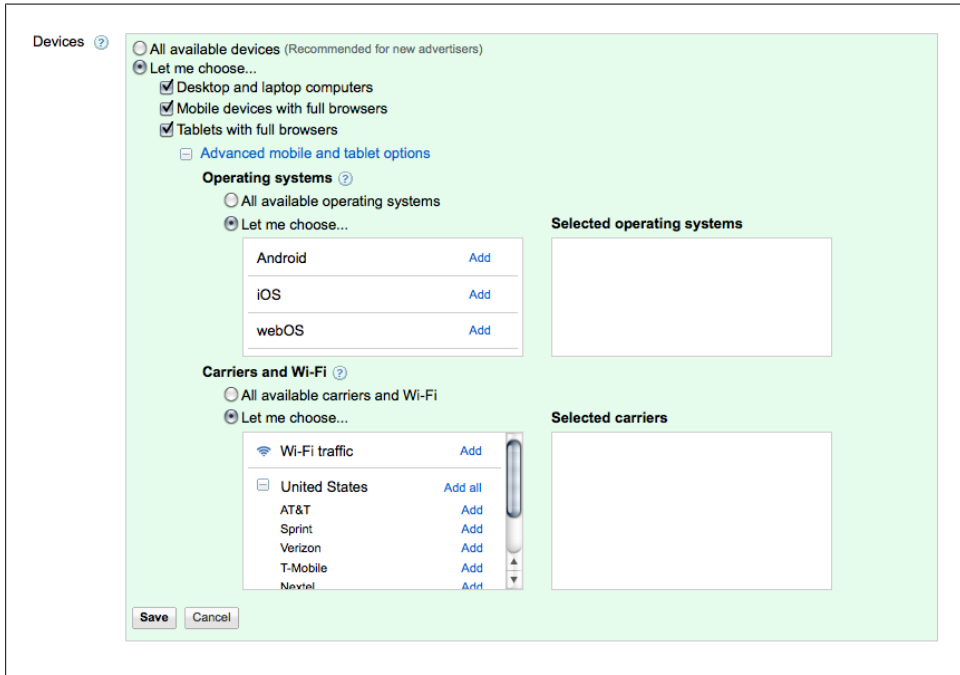 Devices ?
All available devices (Recommended for new advertisers)
Let me choose...
Desktop and laptop computers
Mobile devices with full browsers
Tablets with full browsers
Advanced mobile and tablet options
Operating systems ?
All available operating systems
Let me choose... Selected operating systems
Android Add
iOS Add
webOS Add
Carriers and Wi-Fi ?
All available carriers and Wi-Fi
Let me choose... Selected carriers
Wi-Fi traffic Add
United States Add all
AT&T Add
Sprint Add
Verizon Add
T-Mobile Add
Nextel Add
Save Cancel